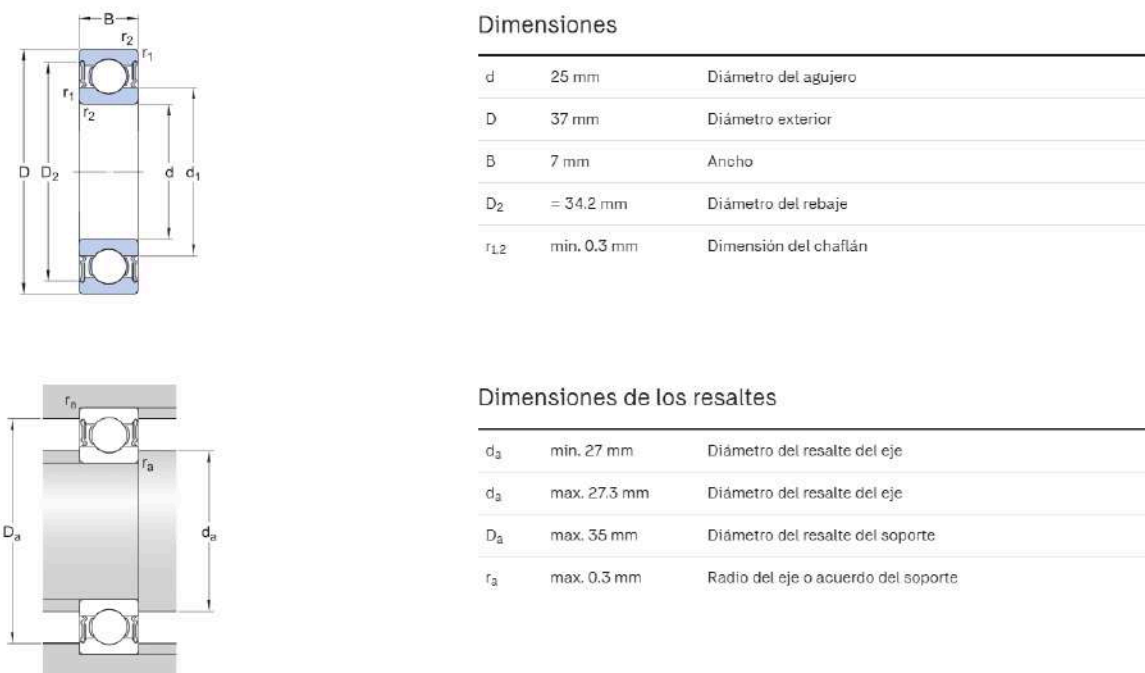 B
r2
r1
r1
r2
D D2 d d1
Dimensiones
d 25 mm Diámetro del agujero
D 37 mm Diámetro exterior
B 7 mm Ancho
D2 = 34.2 mm Diámetro del rebaje
r1,2 min. 0.3 mm Dimensión del chaflán
ra
ra
Da da
Dimensiones de los resaltes
da min. 27 mm Diámetro del resalte del eje
da max. 27.3 mm Diámetro del resalte del eje
Da max. 35 mm Diámetro del resalte del soporte
ra max. 0.3 mm Radio del eje o acuerdo del soporte